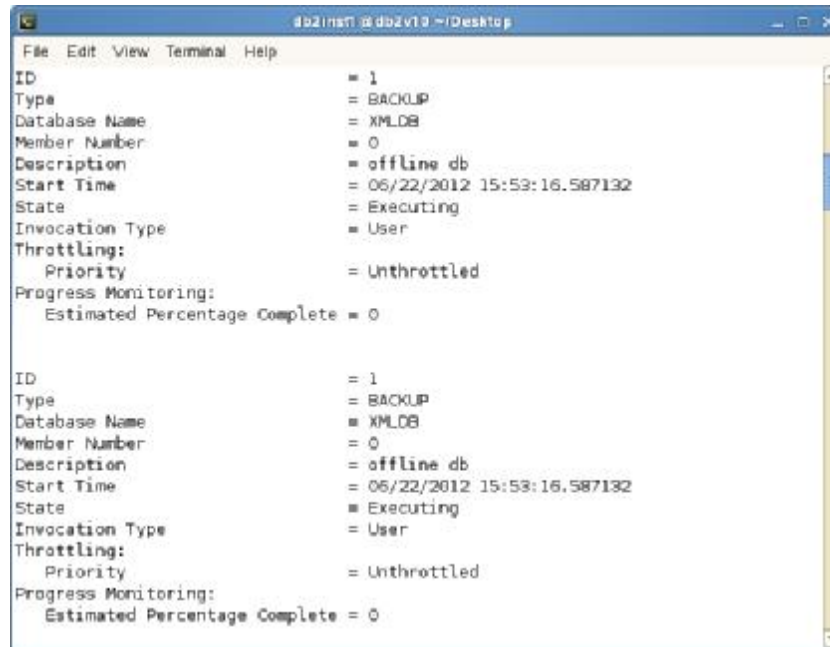 db2inst1@db2v10:~/Desktop
File Edit View Terminal Help
ID = 1
Type = BACKUP
Database Name = XMLDB
Member Number = 0
Description = offline db
Start Time = 06/22/2012 15:53:16.587132
State = Executing
Invocation Type = User
Throttling:
Priority = Unthrottled
Progress Monitoring:
Estimated Percentage Complete = 0
ID = 1
Type = BACKUP
Database Name = XMLDB
Member Number = 0
Description = offline db
Start Time = 06/22/2012 15:53:16.587132
State = Executing
Invocation Type = User
Throttling:
Priority = Unthrottled
Progress Monitoring:
Estimated Percentage Complete = 0